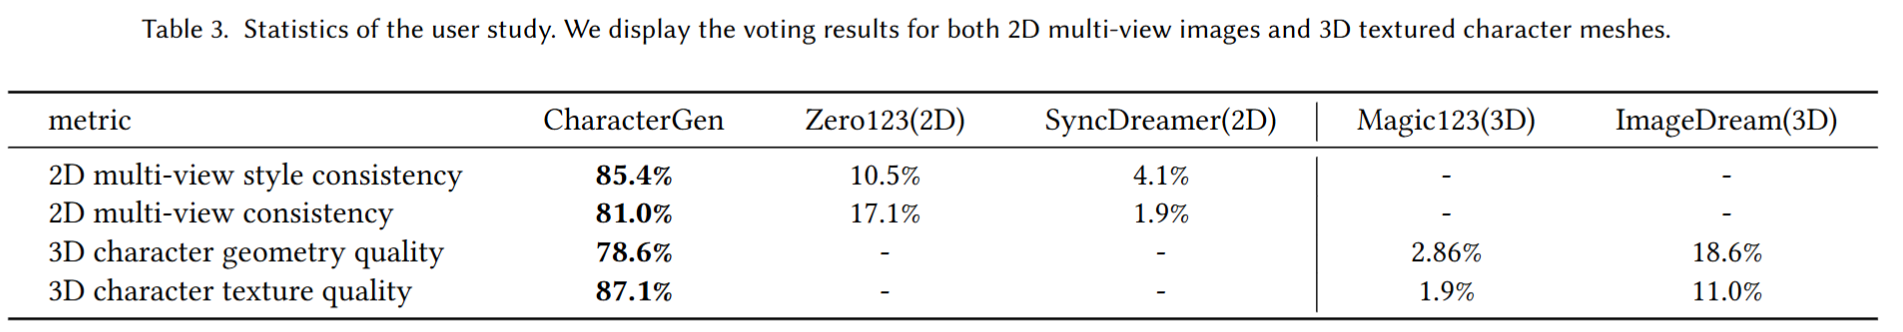 Table 3. Statistics of the user study. We display the voting results for both 2D multi-view images and 3D textured character meshes.
metric CharacterGen Zero123(2D) SyncDreamer(2D) Magic123(3D) ImageDream(3D)
2D multi-view style consistency 85.4% 10.5% 4.1% - -
2D multi-view consistency 81.0% 17.1% 1.9% - -
3D character geometry quality 78.6% - - 2.86% 18.6%
3D character texture quality 87.1% - - 1.9% 11.0%